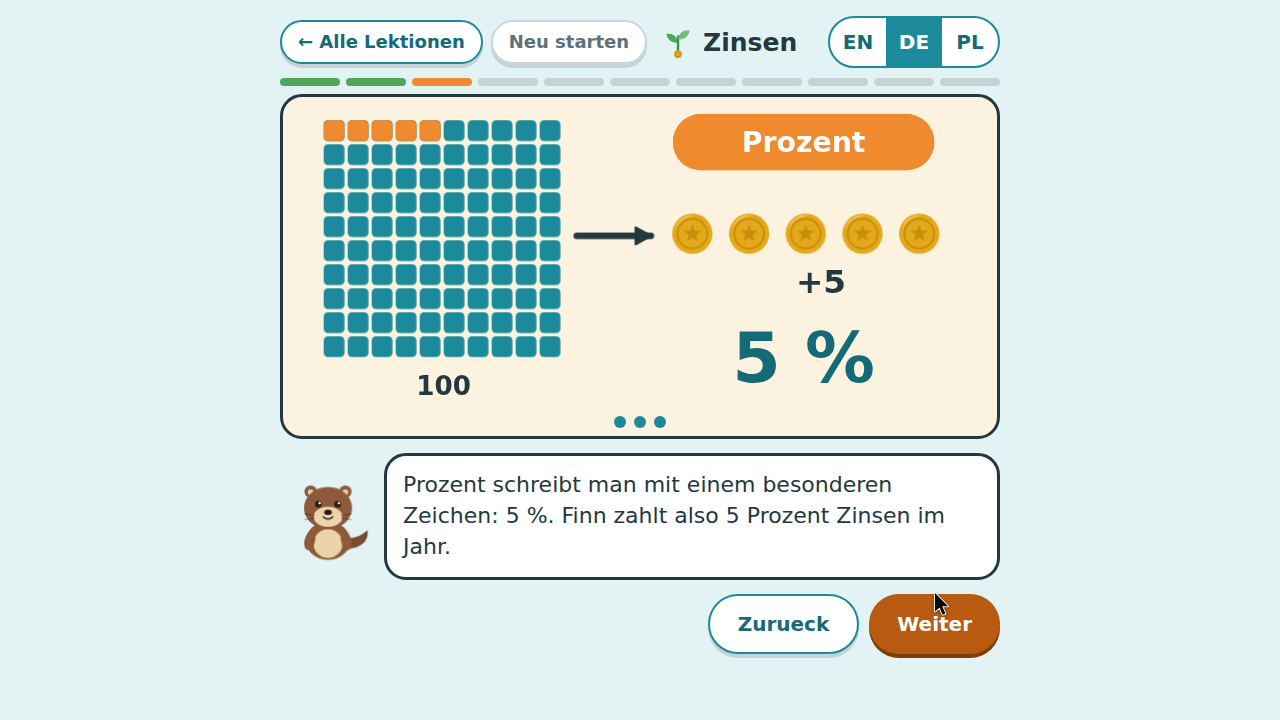 ← Alle Lektionen
Neu starten
Zinsen
EN
DE
PL
Prozent
+5
5 %
100
Prozent schreibt man mit einem besonderen
Zeichen: 5 %. Finn zahlt also 5 Prozent Zinsen im
Jahr.
Zurueck
Weiter